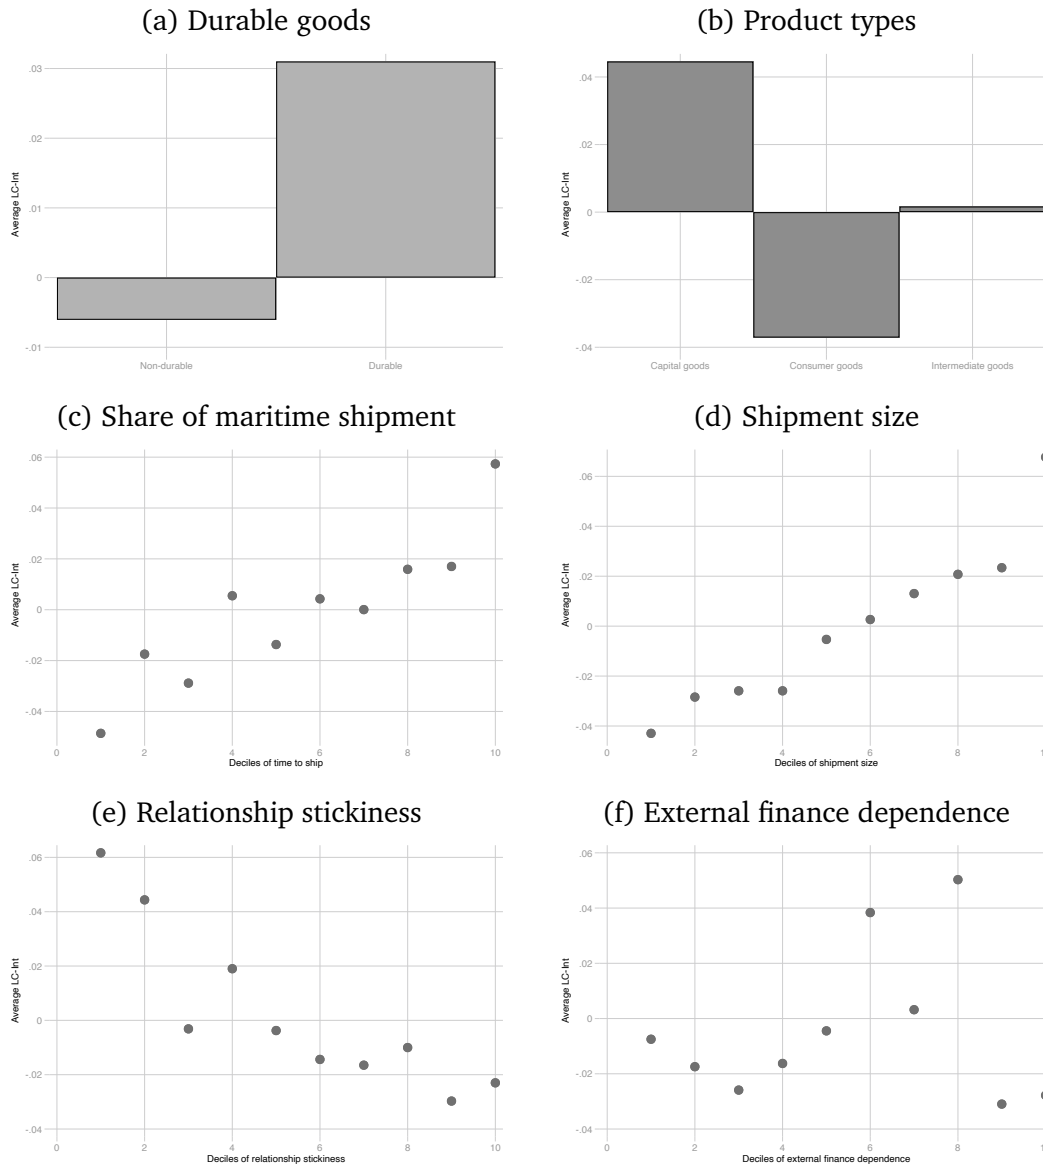 (a) Durable goods
.03
.02
.01
0
-.01
Average LC-Int
Non-durable
Durable
(b) Product types
.04
.02
0
-.02
-.04
Average LC-Int
Capital goods
Consumer goods
Intermediate goods
(c) Share of maritime shipment
.06
.04
.02
0
-.02
-.04
Average LC-Int
0 2 4 6 8 10
Deciles of time to ship
(d) Shipment size
.06
.04
.02
0
-.02
-.04
Average LC-Int
0 2 4 6 8
Deciles of shipment size
(e) Relationship stickiness
.06
.04
.02
0
-.02
-.04
Average LC-Int
0 2 4 6 8 10
Deciles of relationship stickiness
(f) External finance dependence
.06
.04
.02
0
-.02
-.04
Average LC-Int
0 2 4 6 8
Deciles of external finance dependence